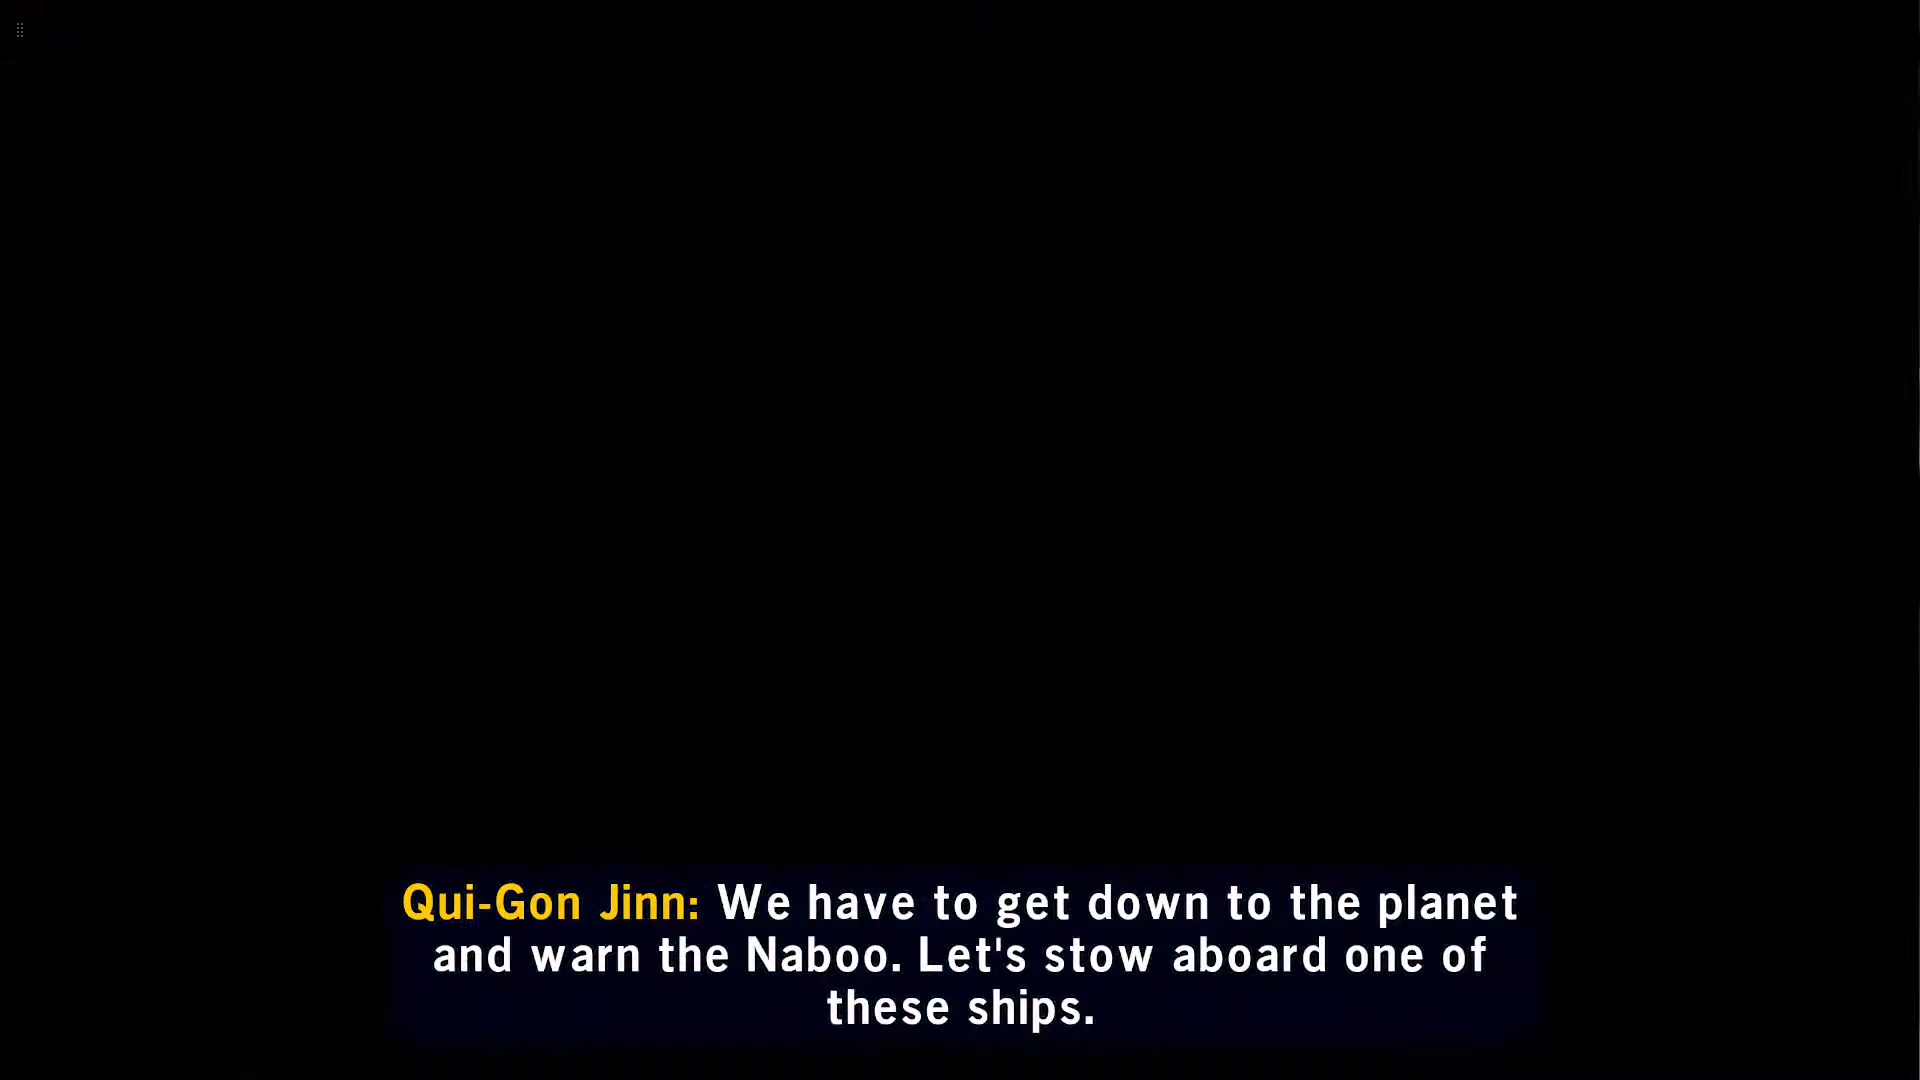 Qui-Gon Jinn: We have to get down to the planet
and warn the Naboo. Let's stow aboard one of
these ships.